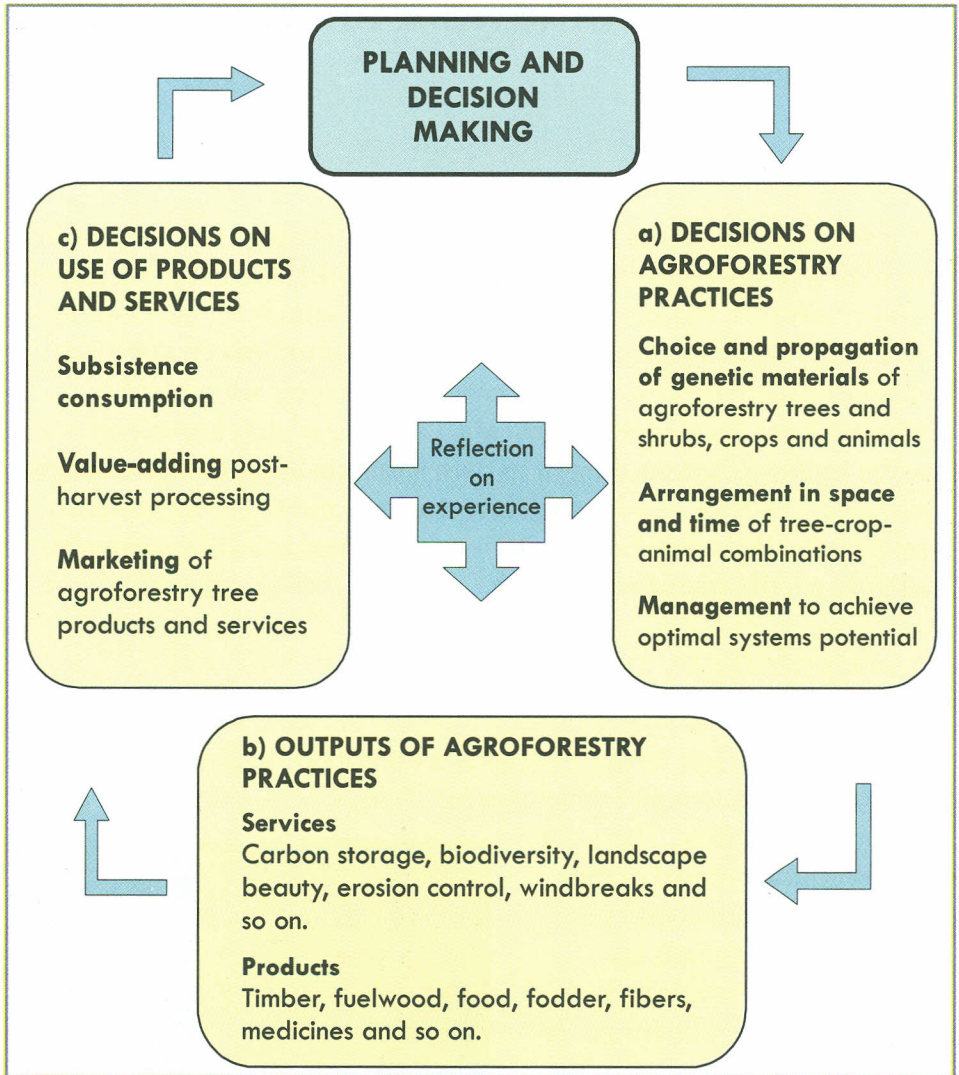 PLANNING AND
DECISION
MAKING
a) DECISIONS ON
AGROFORESTRY
PRACTICES
Choice and propagation
of genetic materials of
agroforestry trees and
shrubs, crops and animals
Arrangement in space
and time of tree-crop-
animal combinations
Management to achieve
optimal systems potential
b) OUTPUTS OF AGROFORESTRY
PRACTICES
Services
Carbon storage, biodiversity, landscape
beauty, erosion control, windbreaks and
so on.
Products
Timber, fuelwood, food, fodder, fibers,
medicines and so on.
c) DECISIONS ON
USE OF PRODUCTS
AND SERVICES
Subsistence
consumption
Value-adding post-
harvest processing
Marketing of
agroforestry tree
products and services
Reflection
on
experience